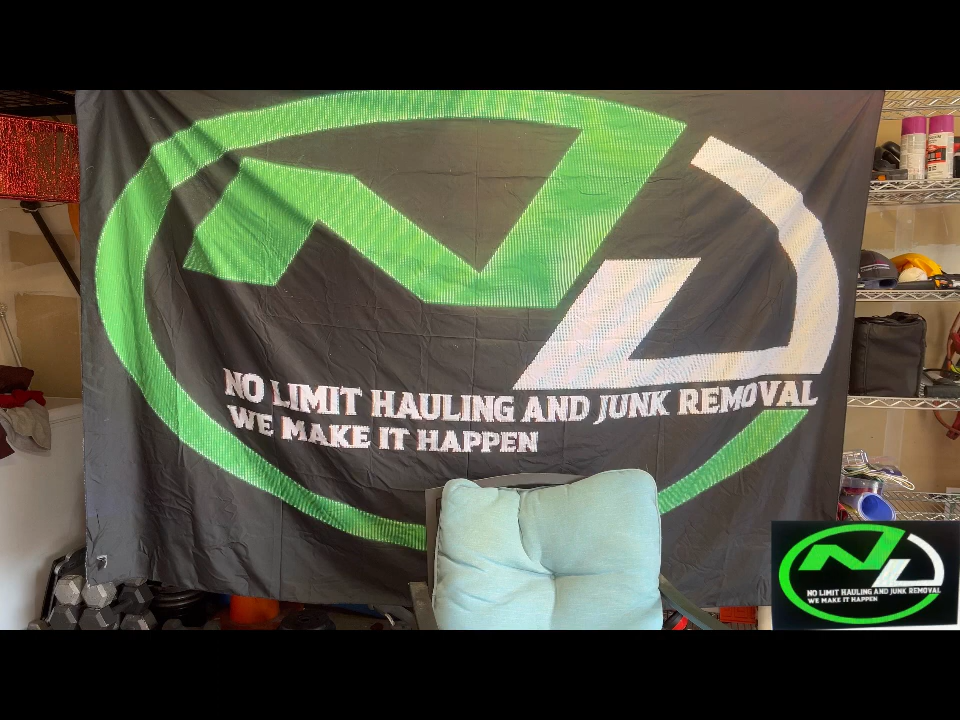 NO LIMIT HAULING AND JUNK REMOVAL
WE MAKE IT HAPPEN
NO LIMIT HAULING AND JUNK REMOVAL
WE MAKE IT HAPPEN